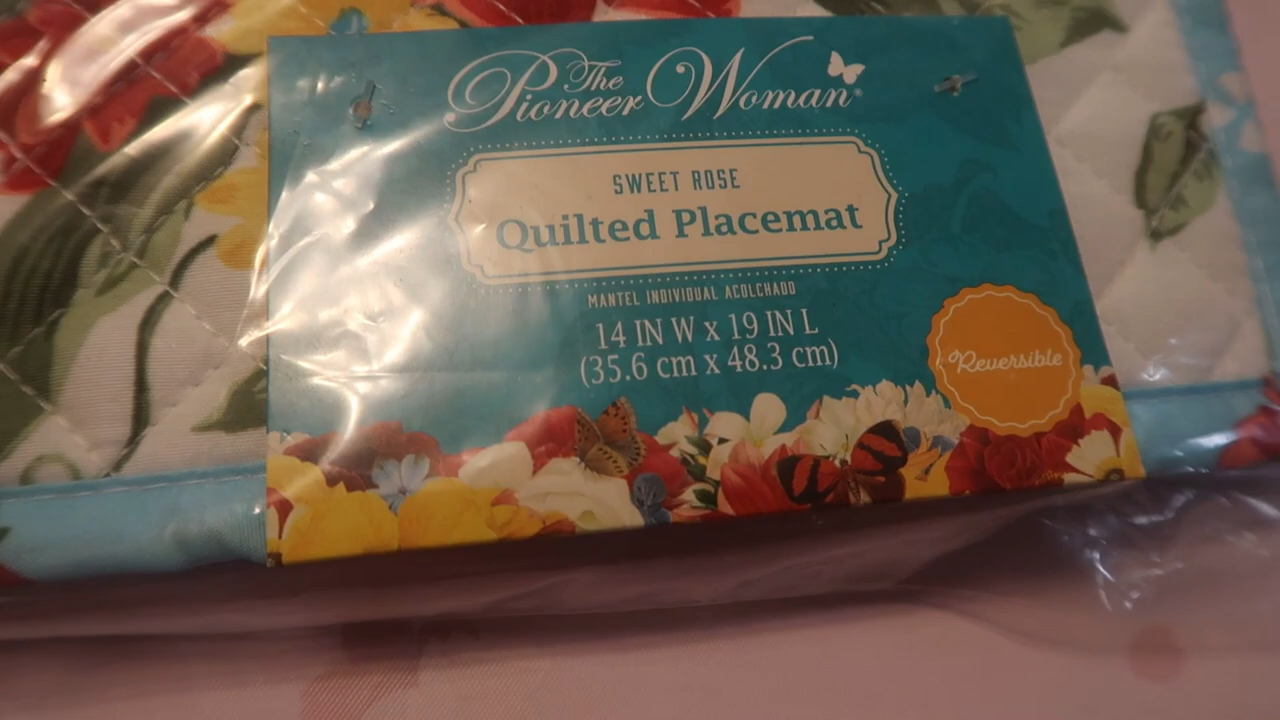 The
Pioneer Woman®
SWEET ROSE
Quilted Placemat
MANTEL INDIVIDUAL ACOLCHADO
14 IN W x 19 IN L
(35.6 cm x 48.3 cm)
Reversible